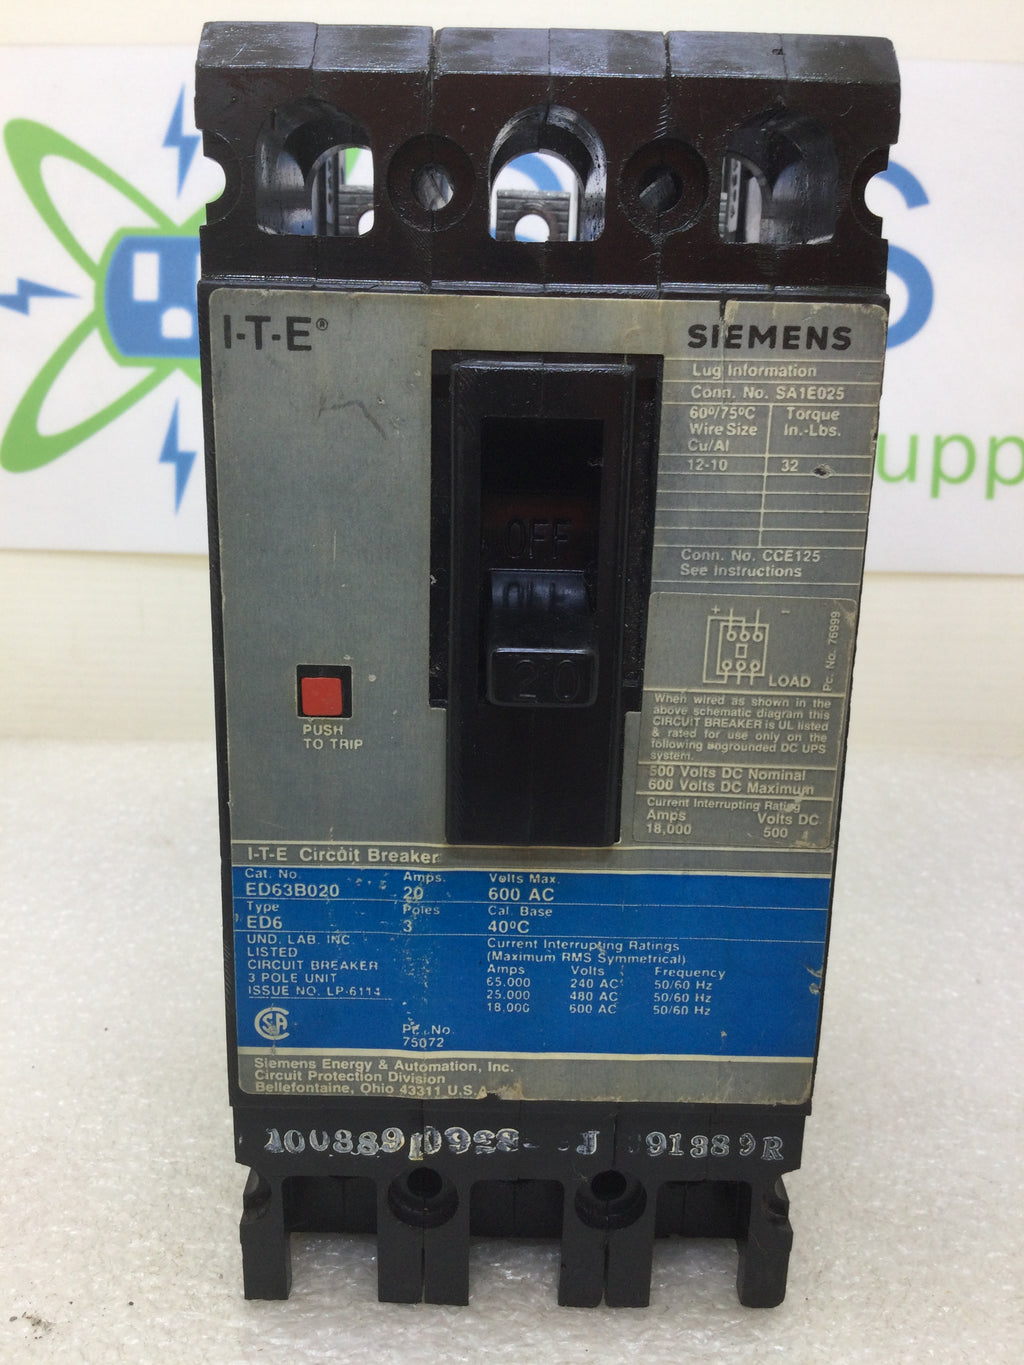 I-T-E®
SIEMENS
Lug Information
Conn. No. SA1E025
60º/75ºC Torque
Wire Size In.-Lbs.
Cu/Al
12-10 32
Conn. No. CCE125
See Instructions
OFF
20
PUSH
TO TRIP
+ -
LOAD
Pc. No. 76999
When wired as shown in the
above schematic diagram this
CIRCUIT BREAKER is UL listed
& rated for use only on the
following ungrounded DC UPS
system.
500 Volts DC Nominal
600 Volts DC Maximum
Current Interrupting Rating
Amps Volts DC
18,000 500
I-T-E Circuit Breaker
Cat. No. Amps. Volts Max.
ED63B020 20 600 AC
Type Poles Cal. Base
ED6 3 40ºC
UND. LAB. INC.
LISTED
CIRCUIT BREAKER
3 POLE UNIT
ISSUE NO. LP-6114
Current Interrupting Ratings
(Maximum RMS Symmetrical)
Amps Volts Frequency
65,000 240 AC 50/60 Hz
25,000 480 AC 50/60 Hz
18,000 600 AC 50/60 Hz
CSA
Pc. No.
75072
Siemens Energy & Automation, Inc.
Circuit Protection Division
Bellefontaine, Ohio 43311 U.S.A.
J 91389R
S
upp